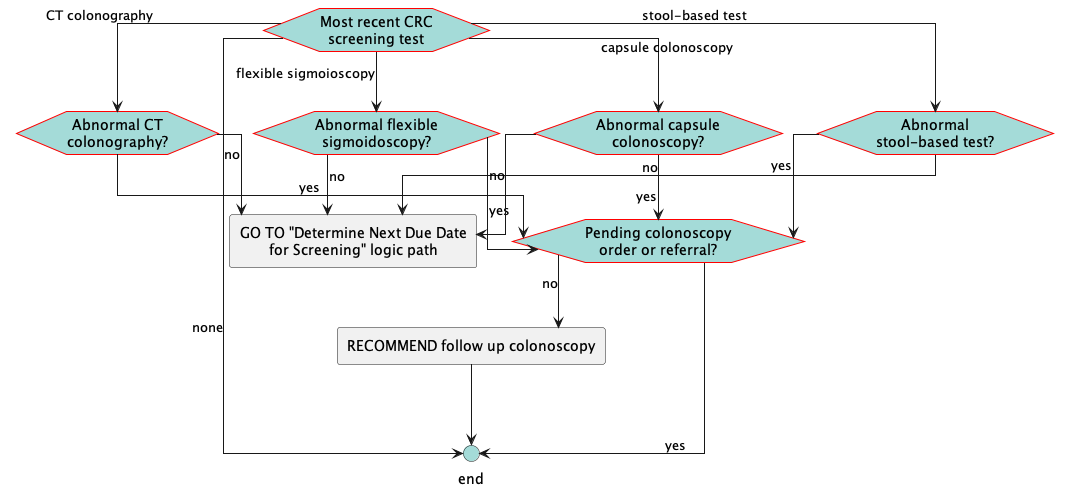 CT colonography
Most recent CRC
screening test
stool-based test
capsule colonoscopy
flexible sigmoioscopy
Abnormal CT
colonography?
Abnormal flexible
sigmoidoscopy?
Abnormal capsule
colonoscopy?
Abnormal
stool-based test?
no
no
no
no
yes
yes
yes
yes
GO TO "Determine Next Due Date
for Screening" logic path
Pending colonoscopy
order or referral?
no
none
RECOMMEND follow up colonoscopy
yes
end